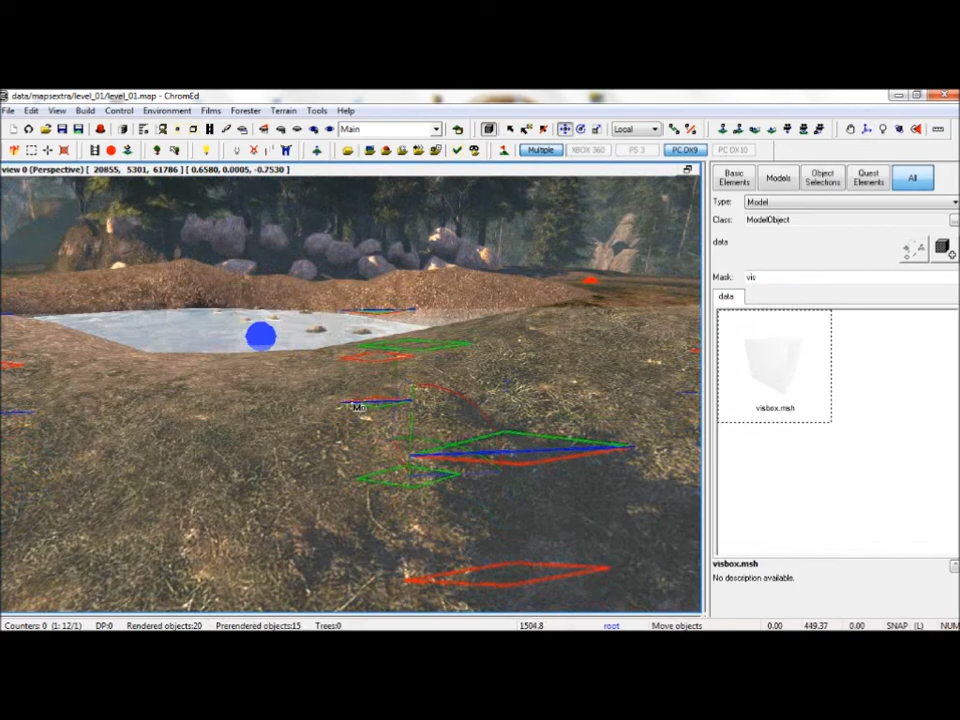 data/mapsextra/level_01/level_01.map - ChromEd
File Edit View Build Control Environment Films Forester Terrain Tools Help
Main Local
Multiple XBOX 360 PS 3 PC DX9 PC DX10
view 0 (Perspective) [ 20855, 5301, 61786 ] [ 0.6580, 0.0005, -0.7530 ]
Basic Elements Models Object Selections Quest Elements All
Type: Model
Class: ModelObject
data
Mask: vis
data
visbox.msh
visbox.msh
No description available.
Counters: 0 (1: 12/1) DP:0 Rendered objects:20 Prerendered objects:15 Trees:0 1504.8 root Move objects 0.00 449.37 0.00 SNAP (L) NUM